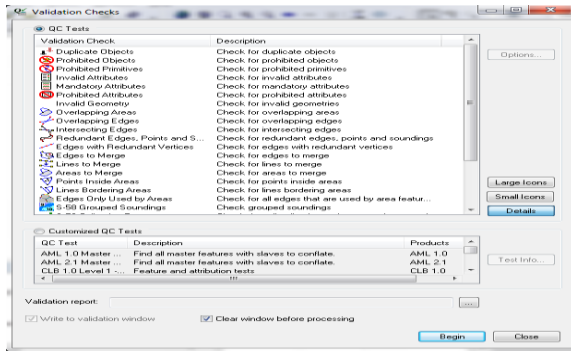 Validation Checks
QC Tests
Validation Check Description
Duplicate Objects Check for duplicate objects
Prohibited Objects Check for prohibited objects
Prohibited Primitives Check for prohibited primitives
Invalid Attributes Check for invalid attributes
Mandatory Attributes Check for mandatory attributes
Prohibited Attributes Check for prohibited attributes
Invalid Geometry Check for invalid geometries
Overlapping Areas Check for overlapping areas
Overlapping Edges Check for overlapping edges
Intersecting Edges Check for intersecting edges
Redundant Edges, Points and S... Check for redundant edges, points and soundings
Edges with Redundant Vertices Check for edges with redundant vertices
Edges to Merge Check for edges to merge
Lines to Merge Check for lines to merge
Areas to Merge Check for areas to merge
Points Inside Areas Check for points inside areas
Lines Bordering Areas Check for lines bordering areas
Edges Only Used by Areas Check for all edges that are used by area featur...
S-58 Grouped Soundings Check grouped soundings
Options...
Large Icons
Small Icons
Details
Customized QC Tests
QC Test Description Products
AML 1.0 Master ... Find all master features with slaves to conflate. AML 1.0
AML 2.1 Master ... Find all master features with slaves to conflate. AML 2.1
CLB 1.0 Level 1 -... Feature and attribution tests CLB 1.0
Test Info...
Validation report:
...
Write to validation window
Clear window before processing
Begin
Close